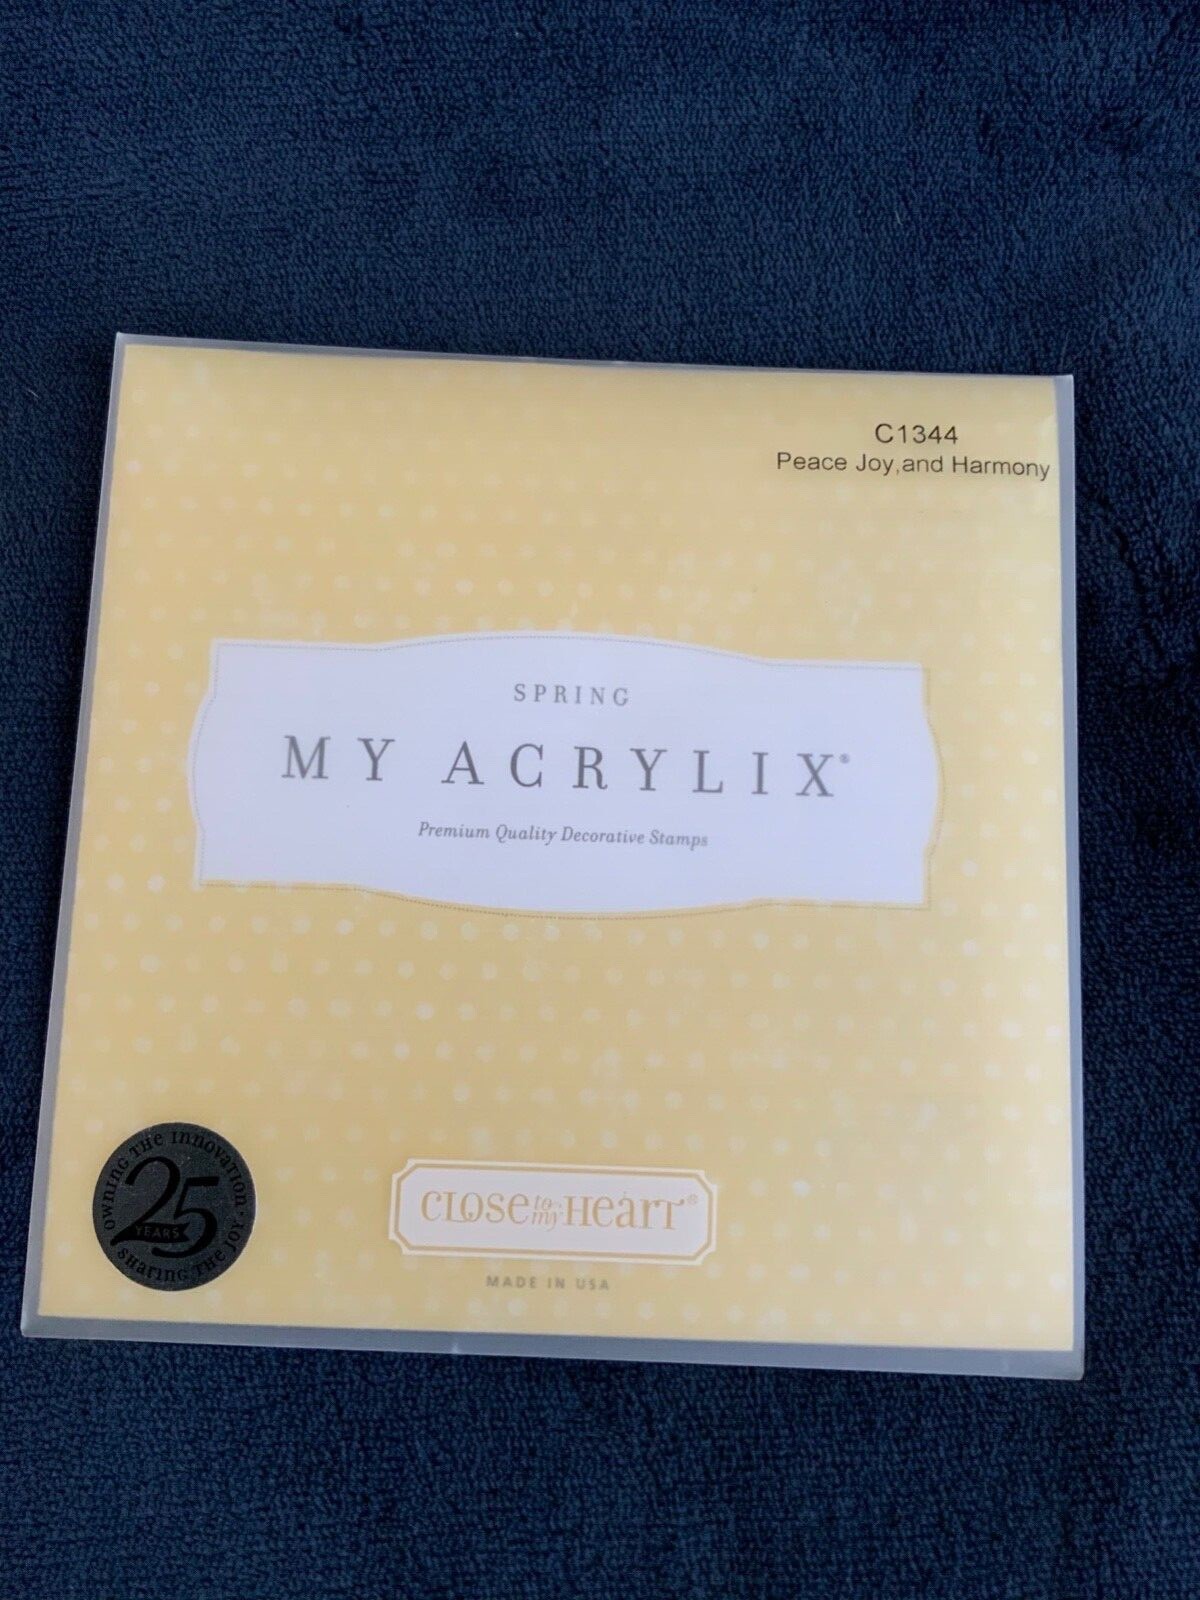 C1344
Peace Joy,and Harmony
SPRING
MY ACRYLIX®
Premium Quality Decorative Stamps
OWNING THE INNOVATION •
25
YEARS
SHARING THE JOY
CLOSE to my HEART®
MADE IN USA